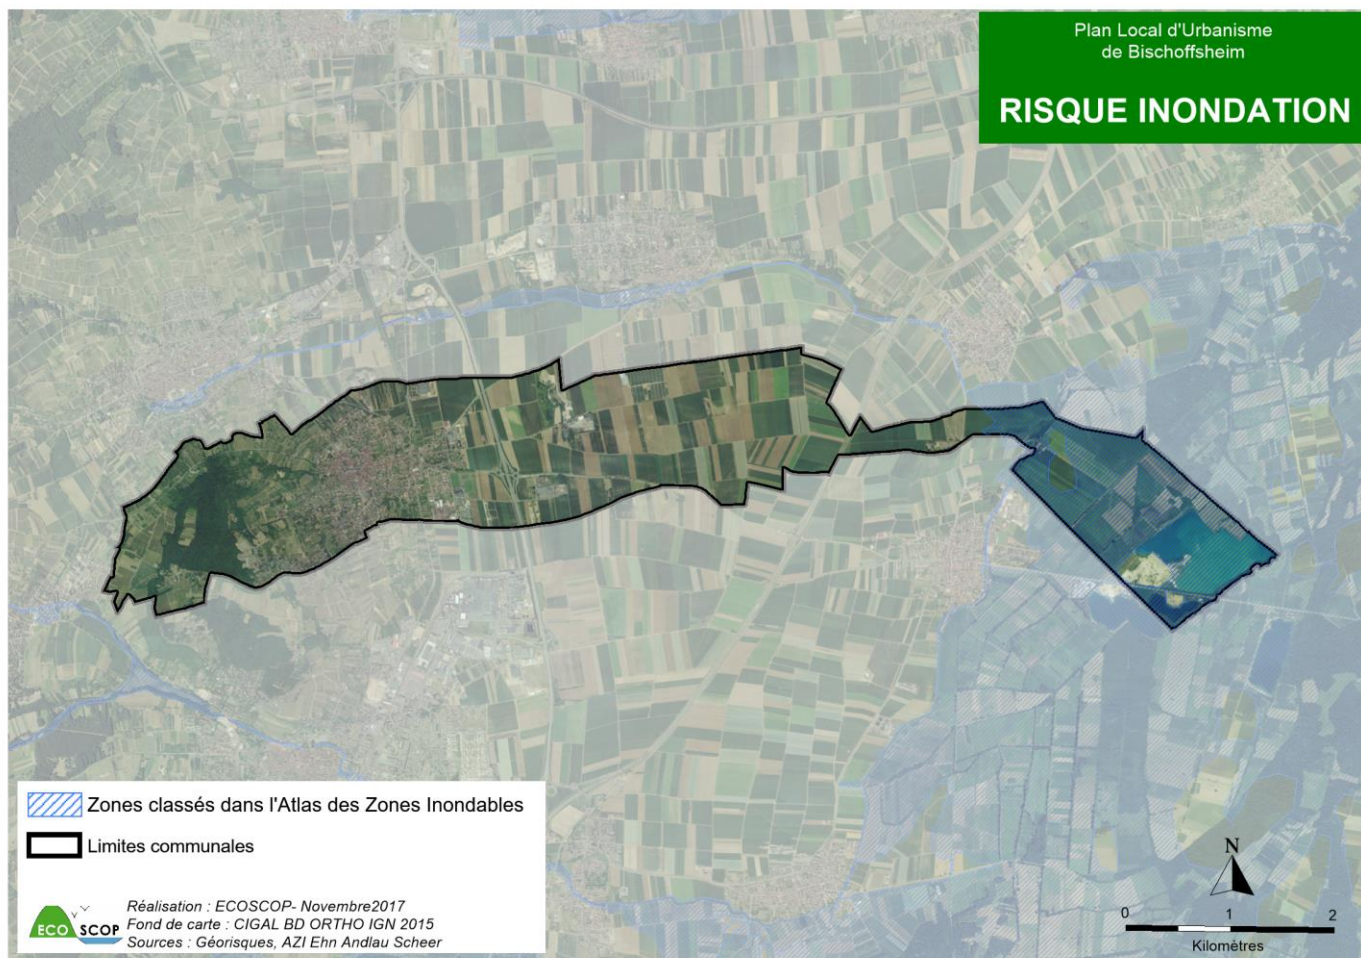 Plan Local d'Urbanisme
de Bischoffsheim
RISQUE INONDATION
Zones classés dans l'Atlas des Zones Inondables
Limites communales
ECO SCOP
Réalisation : ECOSCOP- Novembre2017
Fond de carte : CIGAL BD ORTHO IGN 2015
Sources : Géorisques, AZI Ehn Andlau Scheer
N
0 1 2
Kilomètres